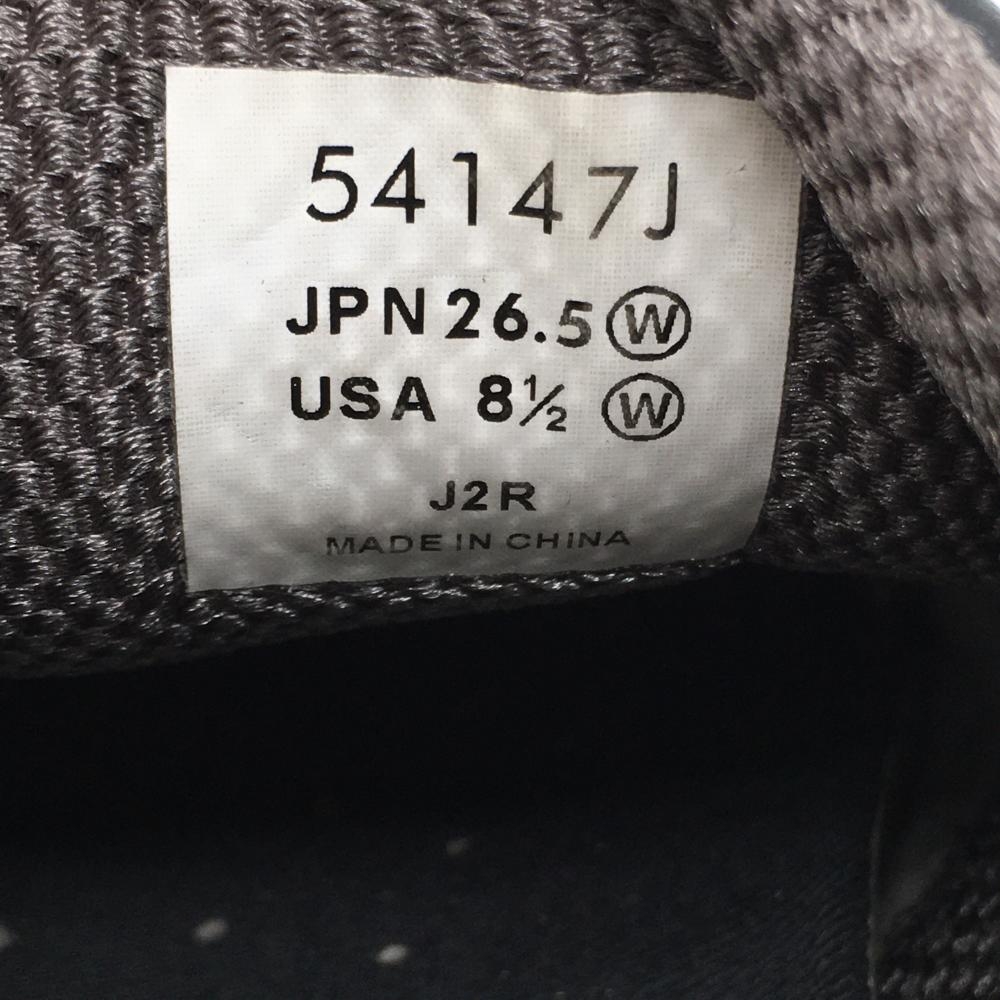 54147J
JPN 26.5 Ⓦ
USA 8½ Ⓦ
J2R
MADE IN CHINA